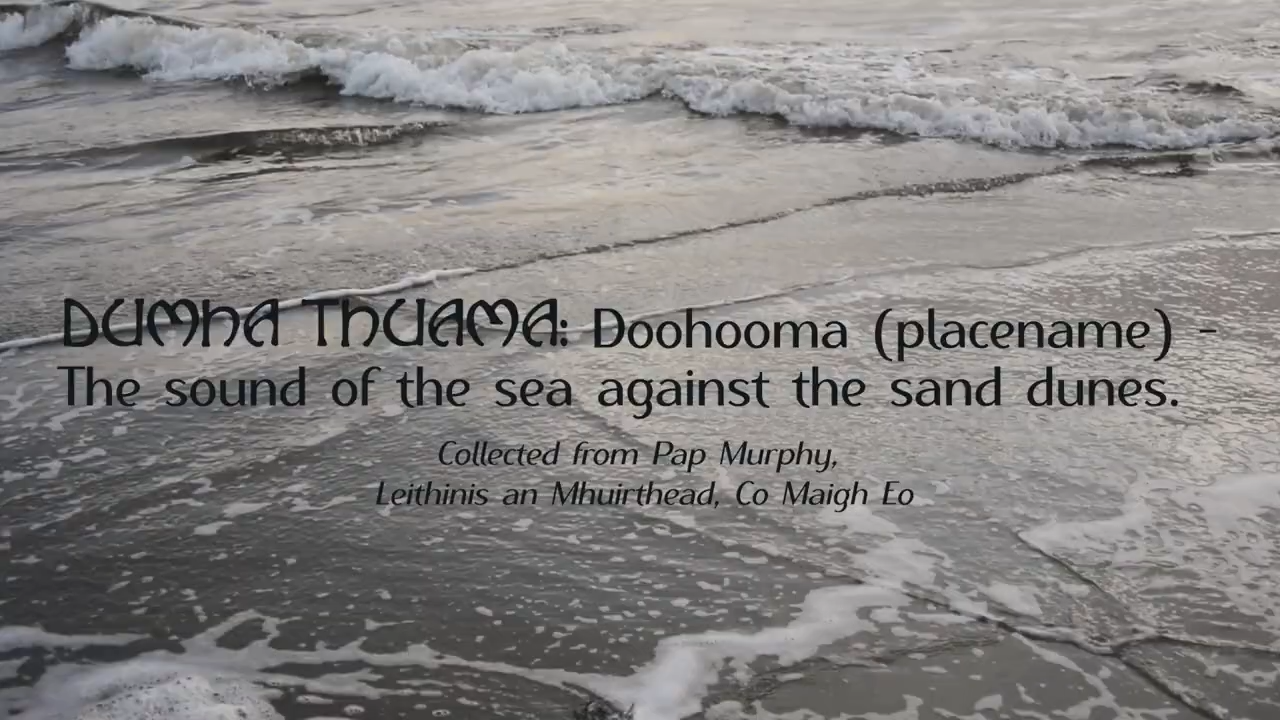 DUMHA THUAMA: Doohooma (placename) -
The sound of the sea against the sand dunes.
Collected from Pap Murphy,
Leithinis an Mhuirthead, Co Maigh Eo